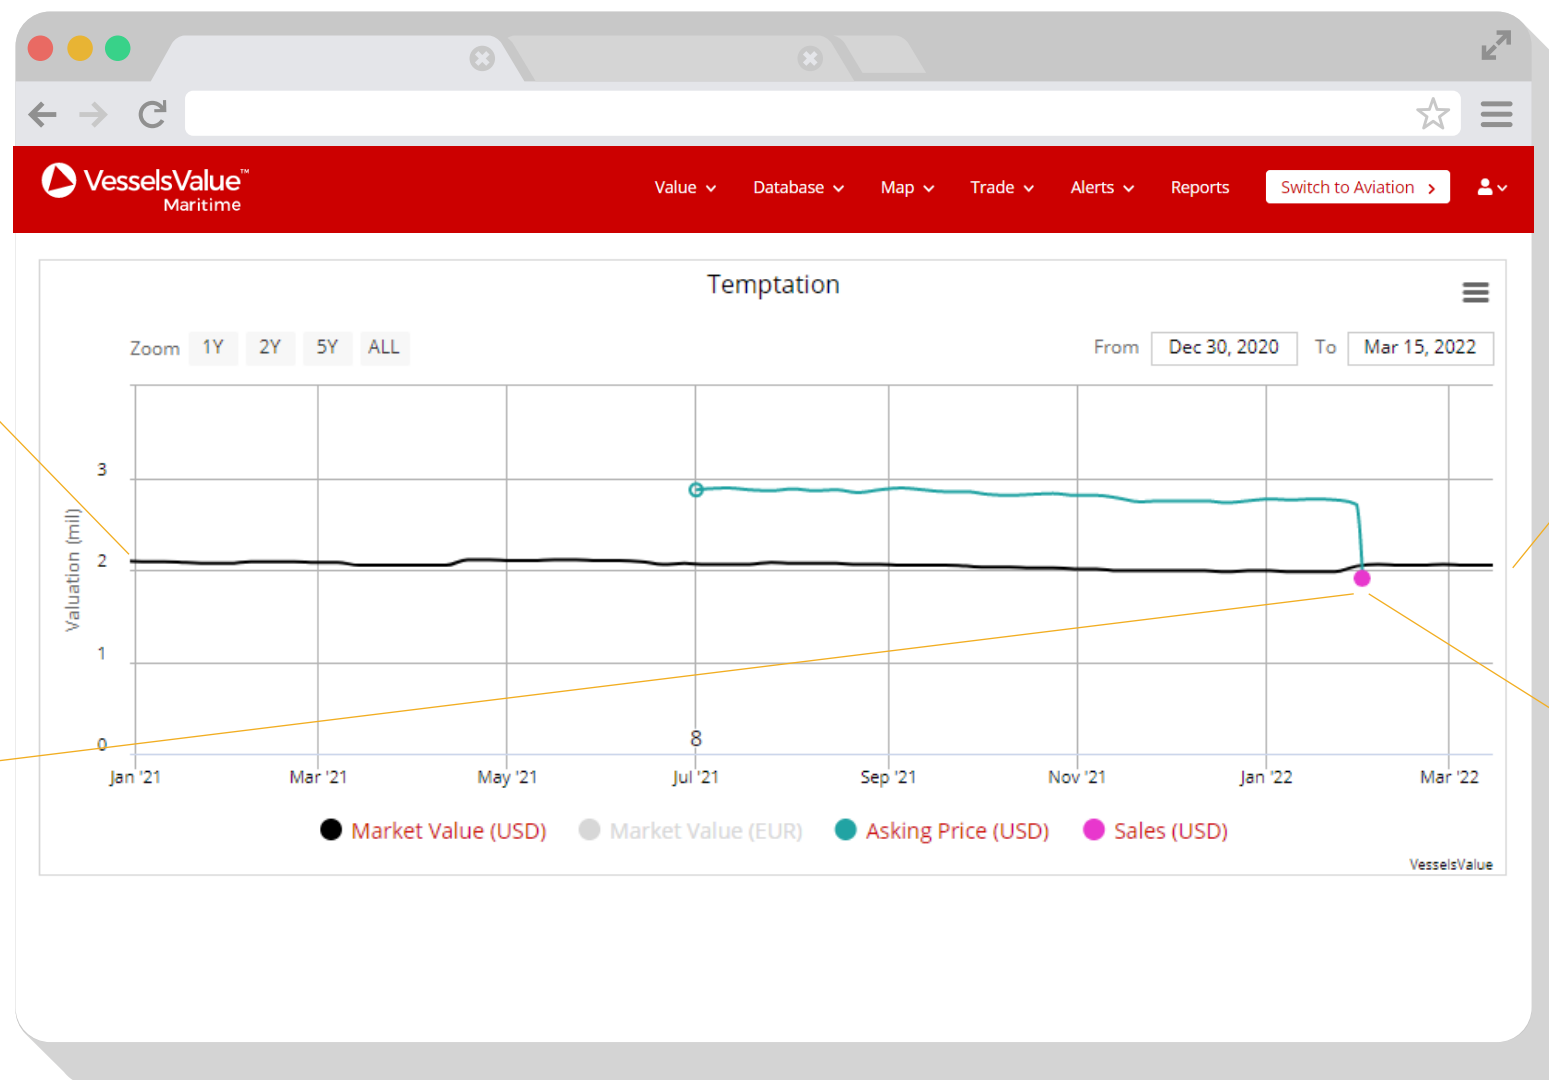 VesselsValue™
Maritime
Value
Database
Map
Trade
Alerts
Reports
Switch to Aviation
Temptation
Zoom 1Y 2Y 5Y ALL
From Dec 30, 2020 To Mar 15, 2022
3
2
1
0
Valuation (mil)
8
Jan '21 Mar '21 May '21 Jul '21 Sep '21 Nov '21 Jan '22 Mar '22
Market Value (USD) Market Value (EUR) Asking Price (USD) Sales (USD)
VesselsValue